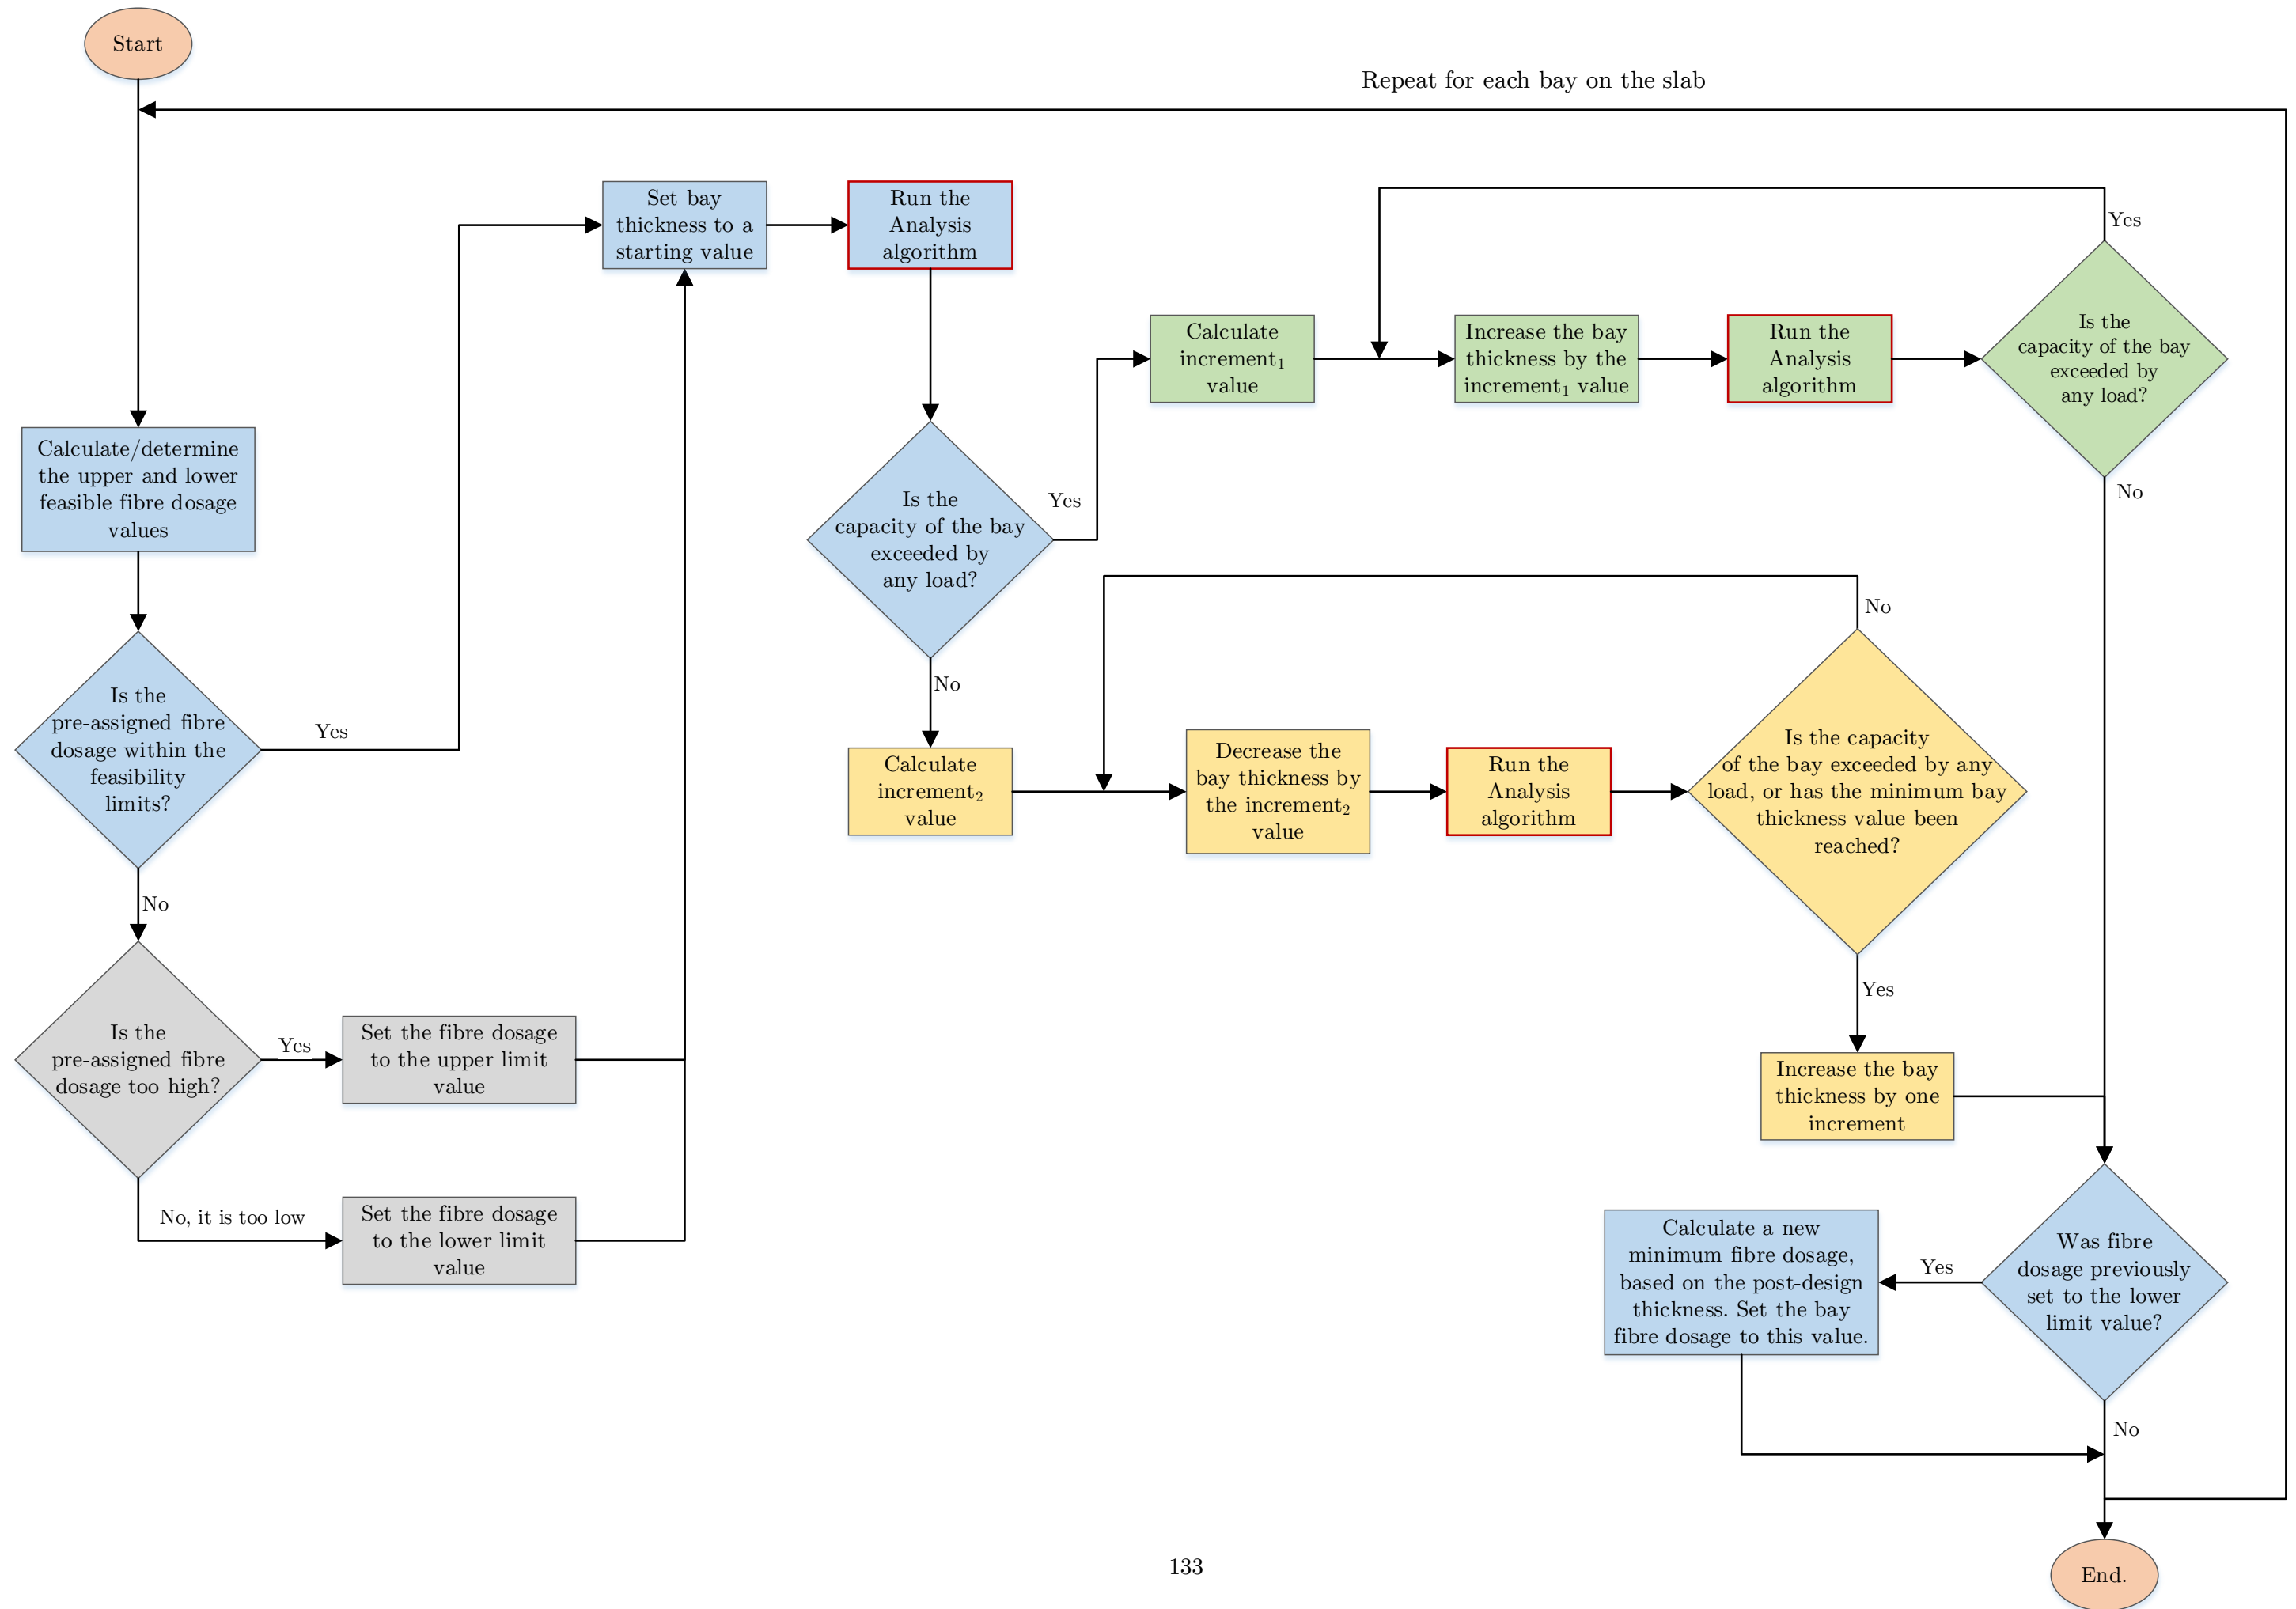 Start
Repeat for each bay on the slab
Set bay
thickness to a
starting value
Run the
Analysis
algorithm
Yes
Calculate
increment₁
value
Increase the bay
thickness by the
increment₁ value
Run the
Analysis
algorithm
Is the
capacity of the bay
exceeded by
any load?
Calculate/determine
the upper and lower
feasible fibre dosage
values
Is the
capacity of the bay
exceeded by
any load?
Yes
No
No
No
Is the
pre-assigned fibre
dosage within the
feasibility
limits?
Yes
Calculate
increment₂
value
Decrease the
bay thickness by
the increment₂
value
Run the
Analysis
algorithm
Is the capacity
of the bay exceeded by any
load, or has the minimum bay
thickness value been
reached?
No
Yes
Is the
pre-assigned fibre
dosage too high?
Yes
Set the fibre dosage
to the upper limit
value
Increase the bay
thickness by one
increment
No, it is too low
Set the fibre dosage
to the lower limit
value
Calculate a new
minimum fibre dosage,
based on the post-design
thickness. Set the bay
fibre dosage to this value.
Yes
Was fibre
dosage previously
set to the lower
limit value?
No
133
End.